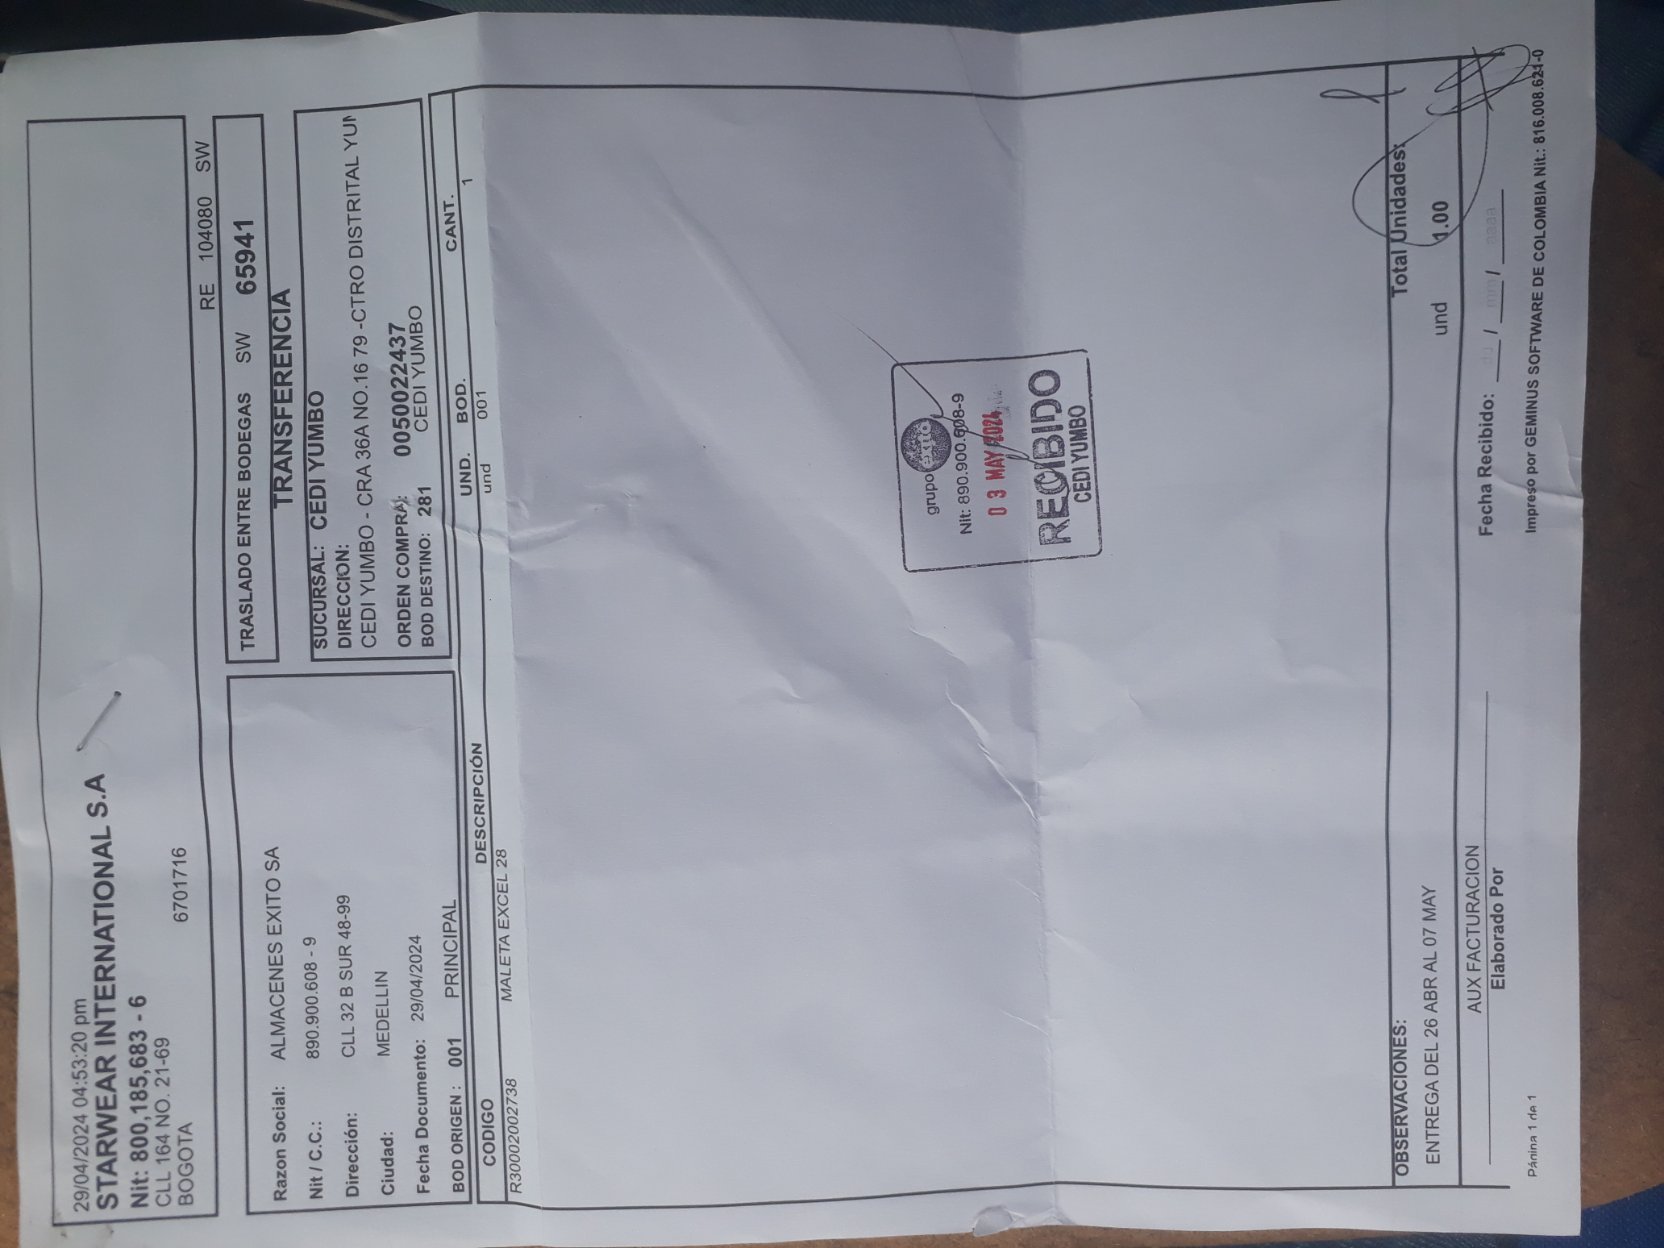 29/04/2024 04:53:20 pm
STARWEAR INTERNATIONAL S.A
Nit: 800,185,683 - 6
CLL 164 NO. 21-69
BOGOTA 6701716
RE 104080 SW
TRASLADO ENTRE BODEGAS SW 65941
TRANSFERENCIA
Razon Social: ALMACENES EXITO SA
Nit / C.C.: 890.900.608 - 9
Dirección: CLL 32 B SUR 48-99
Ciudad: MEDELLIN
Fecha Documento: 29/04/2024
BOD ORIGEN : 001 PRINCIPAL
SUCURSAL: CEDI YUMBO
DIRECCION:
CEDI YUMBO - CRA 36A NO.16 79 -CTRO DISTRITAL YUM
ORDEN COMPRA: 0050022437
BOD DESTINO: 281 CEDI YUMBO
CODIGO DESCRIPCIÓN UND. BOD. CANT.
R30002002738 MALETA EXCEL 28 und 001 1
grupo éxito
Nit: 890.900.608-9
0 3 MAY 2024
RECIBIDO
CEDI YUMBO
OBSERVACIONES: Total Unidades:
ENTREGA DEL 26 ABR AL 07 MAY und 1.00
AUX FACTURACION
Elaborado Por
Fecha Recibido: dd / mm / aaaa
Página 1 de 1
Impreso por GEMINUS SOFTWARE DE COLOMBIA Nit.: 816.008.621-0